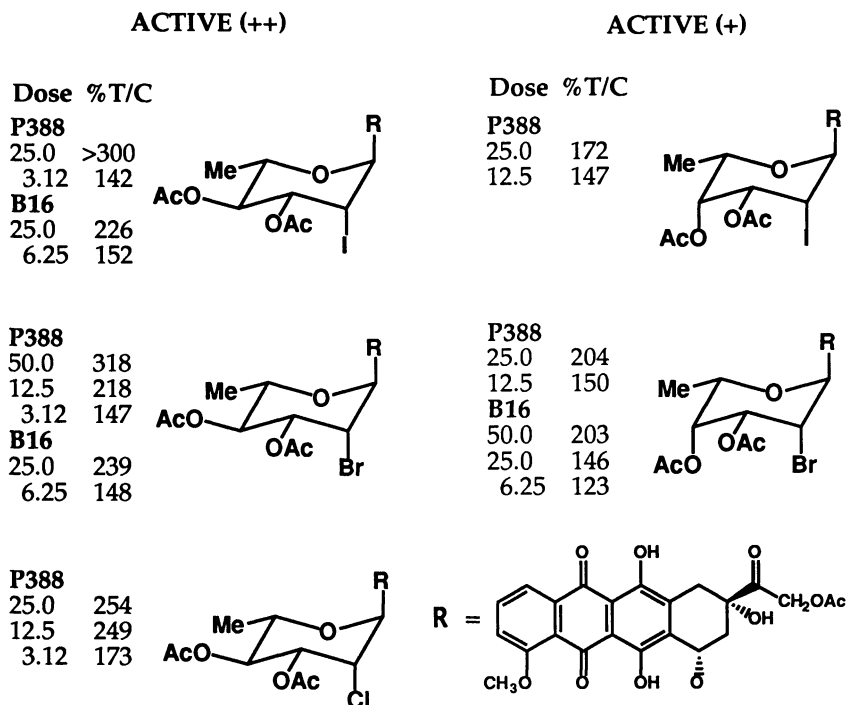 ACTIVE (++)
ACTIVE (+)
Dose %T/C
P388
25.0 >300
3.12 142
B16
25.0 226
6.25 152
R
Me
O
AcO
OAc
I
Dose %T/C
P388
25.0 172
12.5 147
R
Me
O
OAc
AcO
I
P388
50.0 318
12.5 218
3.12 147
B16
25.0 239
6.25 148
R
Me
O
AcO
OAc
Br
P388
25.0 204
12.5 150
B16
50.0 203
25.0 146
6.25 123
R
Me
O
OAc
AcO
Br
P388
25.0 254
12.5 249
3.12 173
R
Me
O
AcO
OAc
Cl
R =
O OH O
CH₂OAc
OH
CH₃O O OH O